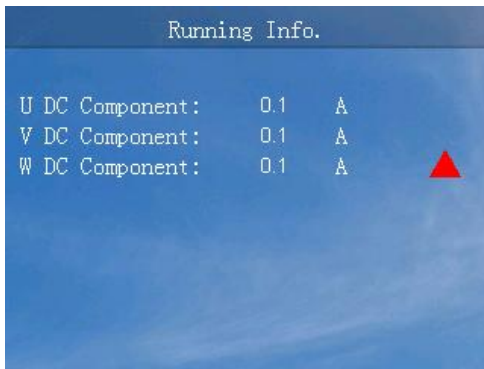 Running Info.
U DC Component: 0.1 A
V DC Component: 0.1 A
W DC Component: 0.1 A